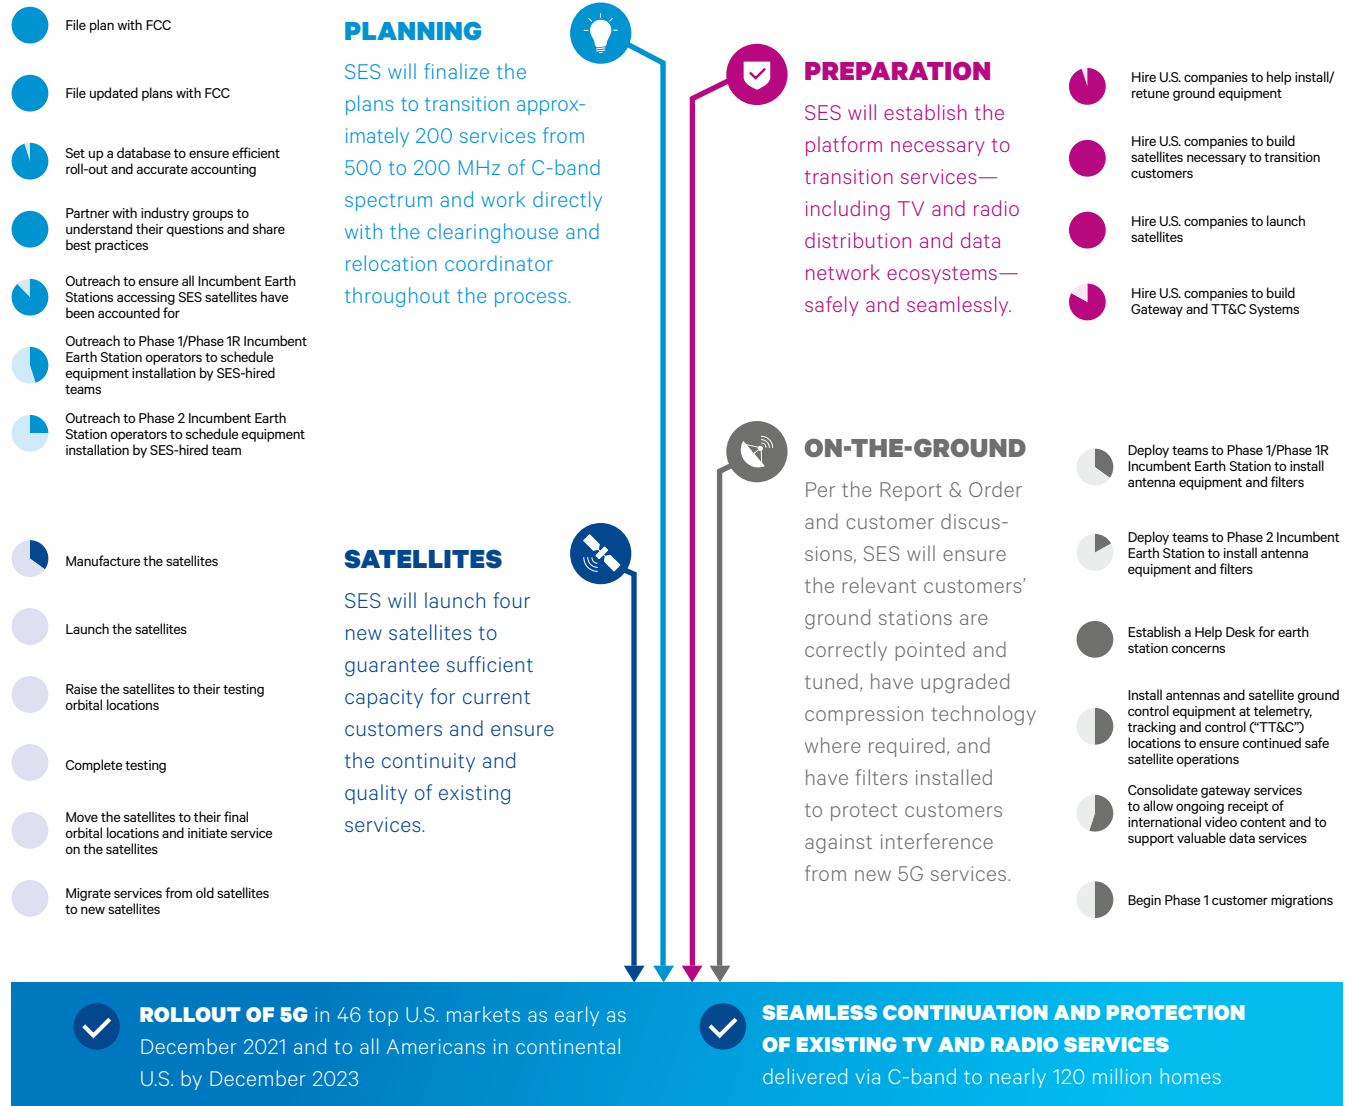 File plan with FCC
File updated plans with FCC
Set up a database to ensure efficient
roll-out and accurate accounting
Partner with industry groups to
understand their questions and share
best practices
Outreach to ensure all Incumbent Earth
Stations accessing SES satellites have
been accounted for
Outreach to Phase 1/Phase 1R Incumbent
Earth Station operators to schedule
equipment installation by SES-hired
teams
Outreach to Phase 2 Incumbent Earth
Station operators to schedule equipment
installation by SES-hired team
PLANNING
SES will finalize the
plans to transition approx-
imately 200 services from
500 to 200 MHz of C-band
spectrum and work directly
with the clearinghouse and
relocation coordinator
throughout the process.
PREPARATION
SES will establish the
platform necessary to
transition services—
including TV and radio
distribution and data
network ecosystems—
safely and seamlessly.
Hire U.S. companies to help install/
retune ground equipment
Hire U.S. companies to build
satellites necessary to transition
customers
Hire U.S. companies to launch
satellites
Hire U.S. companies to build
Gateway and TT&C Systems
Manufacture the satellites
Launch the satellites
Raise the satellites to their testing
orbital locations
Complete testing
Move the satellites to their final
orbital locations and initiate service
on the satellites
Migrate services from old satellites
to new satellites
SATELLITES
SES will launch four
new satellites to
guarantee sufficient
capacity for current
customers and ensure
the continuity and
quality of existing
services.
ON-THE-GROUND
Per the Report & Order
and customer discus-
sions, SES will ensure
the relevant customers’
ground stations are
correctly pointed and
tuned, have upgraded
compression technology
where required, and
have filters installed
to protect customers
against interference
from new 5G services.
Deploy teams to Phase 1/Phase 1R
Incumbent Earth Station to install
antenna equipment and filters
Deploy teams to Phase 2 Incumbent
Earth Station to install antenna
equipment and filters
Establish a Help Desk for earth
station concerns
Install antennas and satellite ground
control equipment at telemetry,
tracking and control (“TT&C”)
locations to ensure continued safe
satellite operations
Consolidate gateway services
to allow ongoing receipt of
international video content and to
support valuable data services
Begin Phase 1 customer migrations
ROLLOUT OF 5G in 46 top U.S. markets as early as
December 2021 and to all Americans in continental
U.S. by December 2023
SEAMLESS CONTINUATION AND PROTECTION
OF EXISTING TV AND RADIO SERVICES
delivered via C-band to nearly 120 million homes